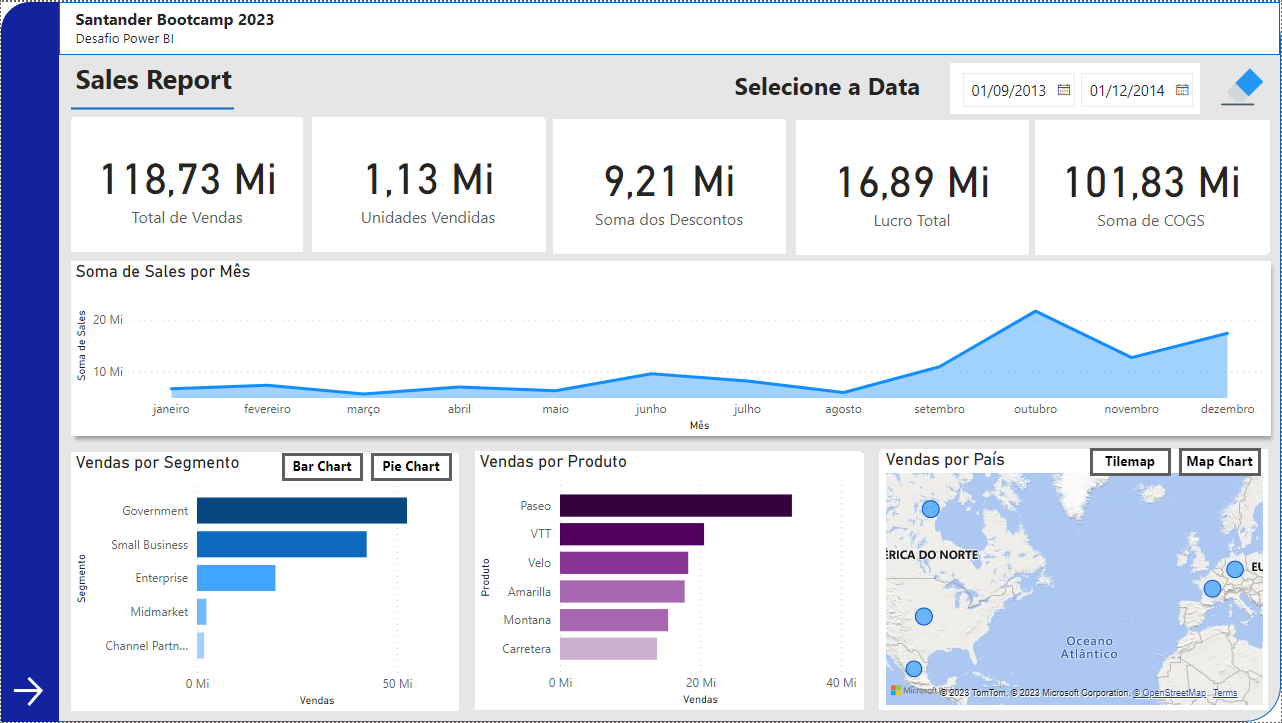 Santander Bootcamp 2023
Desafio Power BI
Sales Report
Selecione a Data
01/09/2013
01/12/2014
118,73 Mi
Total de Vendas
1,13 Mi
Unidades Vendidas
9,21 Mi
Soma dos Descontos
16,89 Mi
Lucro Total
101,83 Mi
Soma de COGS
Soma de Sales por Mês
Soma de Sales
20 Mi
10 Mi
janeiro
fevereiro
março
abril
maio
junho
julho
agosto
setembro
outubro
novembro
dezembro
Mês
Vendas por Segmento
Bar Chart
Pie Chart
Segmento
Government
Small Business
Enterprise
Midmarket
Channel Partn...
0 Mi
50 Mi
Vendas
Vendas por Produto
Produto
Paseo
VTT
Velo
Amarilla
Montana
Carretera
0 Mi
20 Mi
40 Mi
Vendas
Vendas por País
Tilemap
Map Chart
ÉRICA DO NORTE
EU
Oceano
Atlântico
© 2023 TomTom, © 2023 Microsoft Corporation, © OpenStreetMap Terms